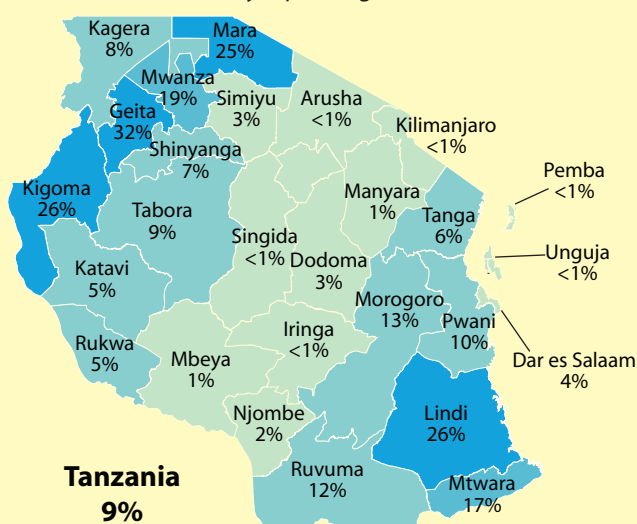 Kagera
8%
Mara
25%
Mwanza
19%
Simiyu
3%
Arusha
<1%
Geita
32%
Kilimanjaro
<1%
Shinyanga
7%
Pemba
<1%
Kigoma
26%
Manyara
1%
Tabora
9%
Tanga
6%
Singida
<1%
Unguja
<1%
Dodoma
3%
Katavi
5%
Morogoro
13%
Pwani
10%
Iringa
<1%
Rukwa
5%
Mbeya
1%
Dar es Salaam
4%
Njombe
2%
Lindi
26%
Ruvuma
12%
Mtwara
17%
Tanzania
9%